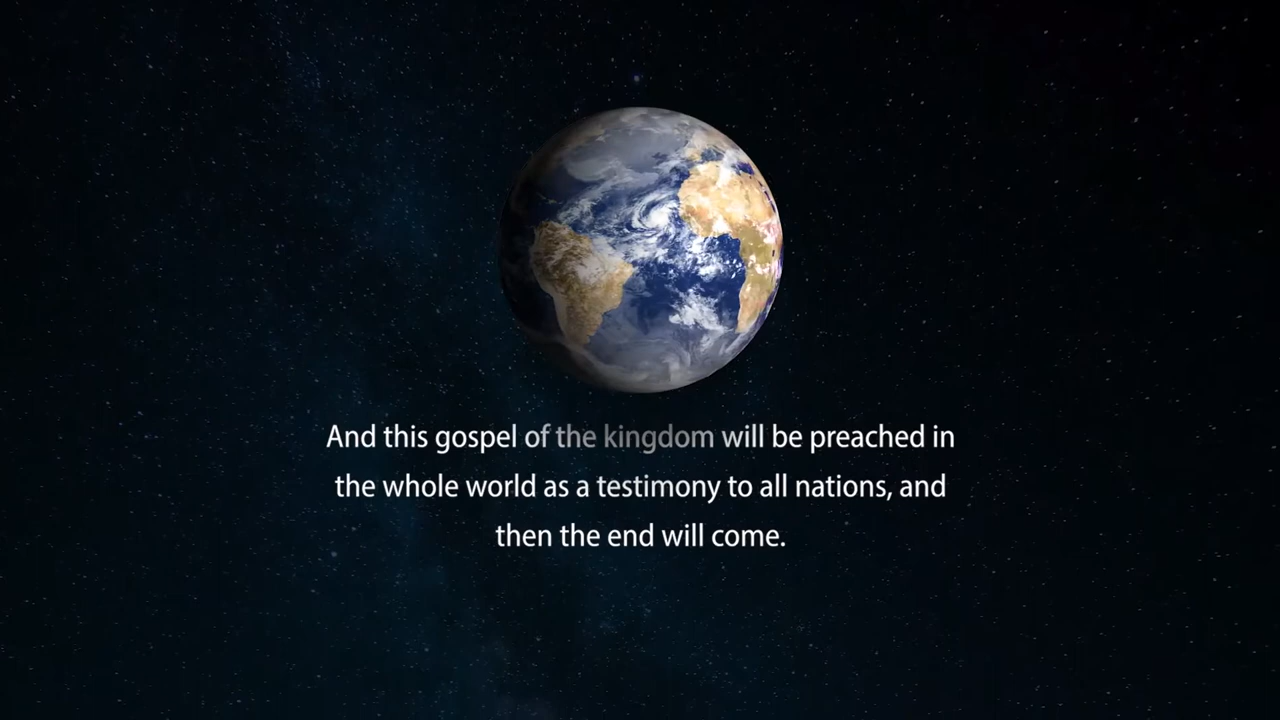 And this gospel of the kingdom will be preached in
the whole world as a testimony to all nations, and
then the end will come.